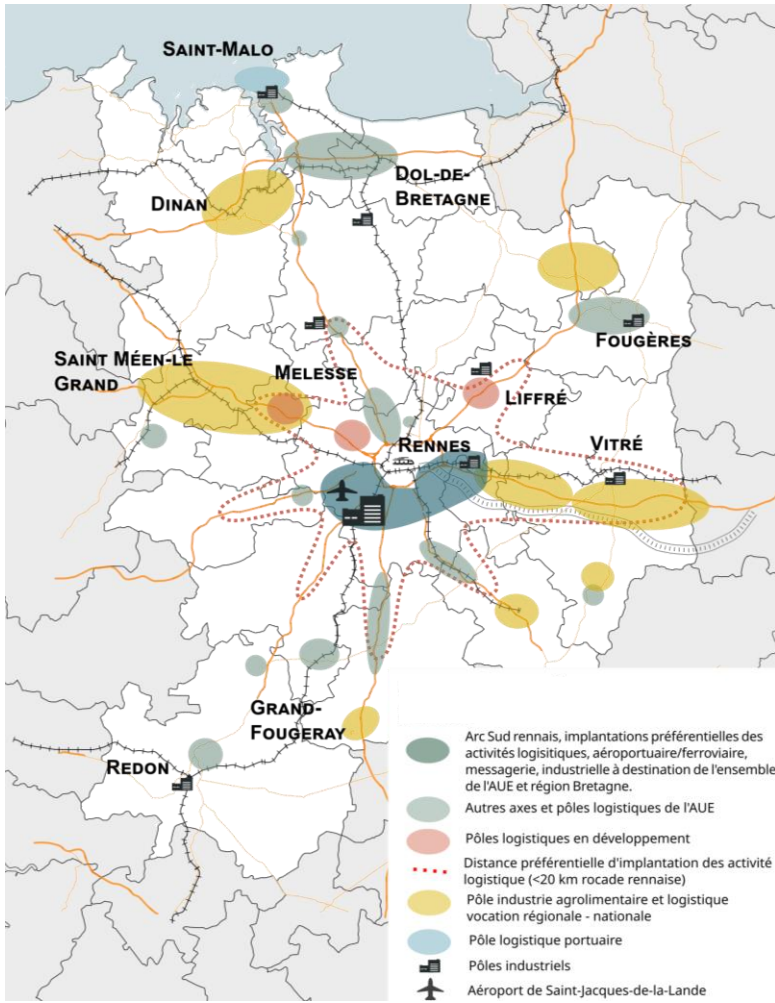 SAINT-MALO
DOL-DE-
BRETAGNE
DINAN
FOUGÈRES
SAINT MÉEN-LE
GRAND
MELESSE
LIFFRÉ
RENNES
VITRÉ
GRAND-
FOUGERAY
REDON
Arc Sud rennais, implantations préférentielles des
activités logisitiques, aéroportuaire/ferroviaire,
messagerie, industrielle à destination de l'ensemble
de l'AUE et région Bretagne.
Autres axes et pôles logistiques de l'AUE
Pôles logistiques en développement
Distance préférentielle d'implantation des activité
logistique (<20 km rocade rennaise)
Pôle industrie agrolimentaire et logistique
vocation régionale - nationale
Pôle logistique portuaire
Pôles industriels
Aéroport de Saint-Jacques-de-la-Lande